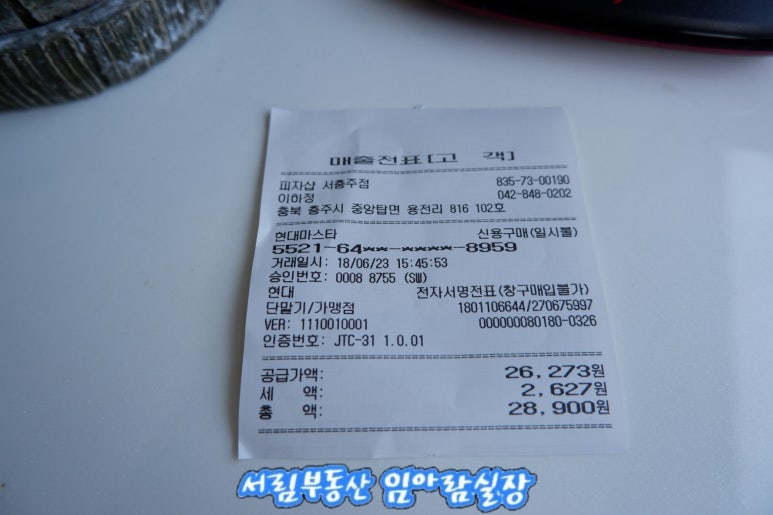 매출전표[고  객]
피자샵 서충주점 835-73-00190
이하정 042-848-0202
충북 충주시 중앙탑면 용전리 816 102호
현대마스타 신용구매(일시불)
5521-64**-****-8959
거래일시: 18/06/23 15:45:53
승인번호: 0008 8755 (SW)
현대 전자서명전표(창구매입불가)
단말기/가맹점 1801106644/270675997
VER: 1110010001 000000080180-0326
인증번호: JTC-31 1.0.01
공급가액: 26,273원
세  액: 2,627원
총  액: 28,900원
서림부동산 임아람실장